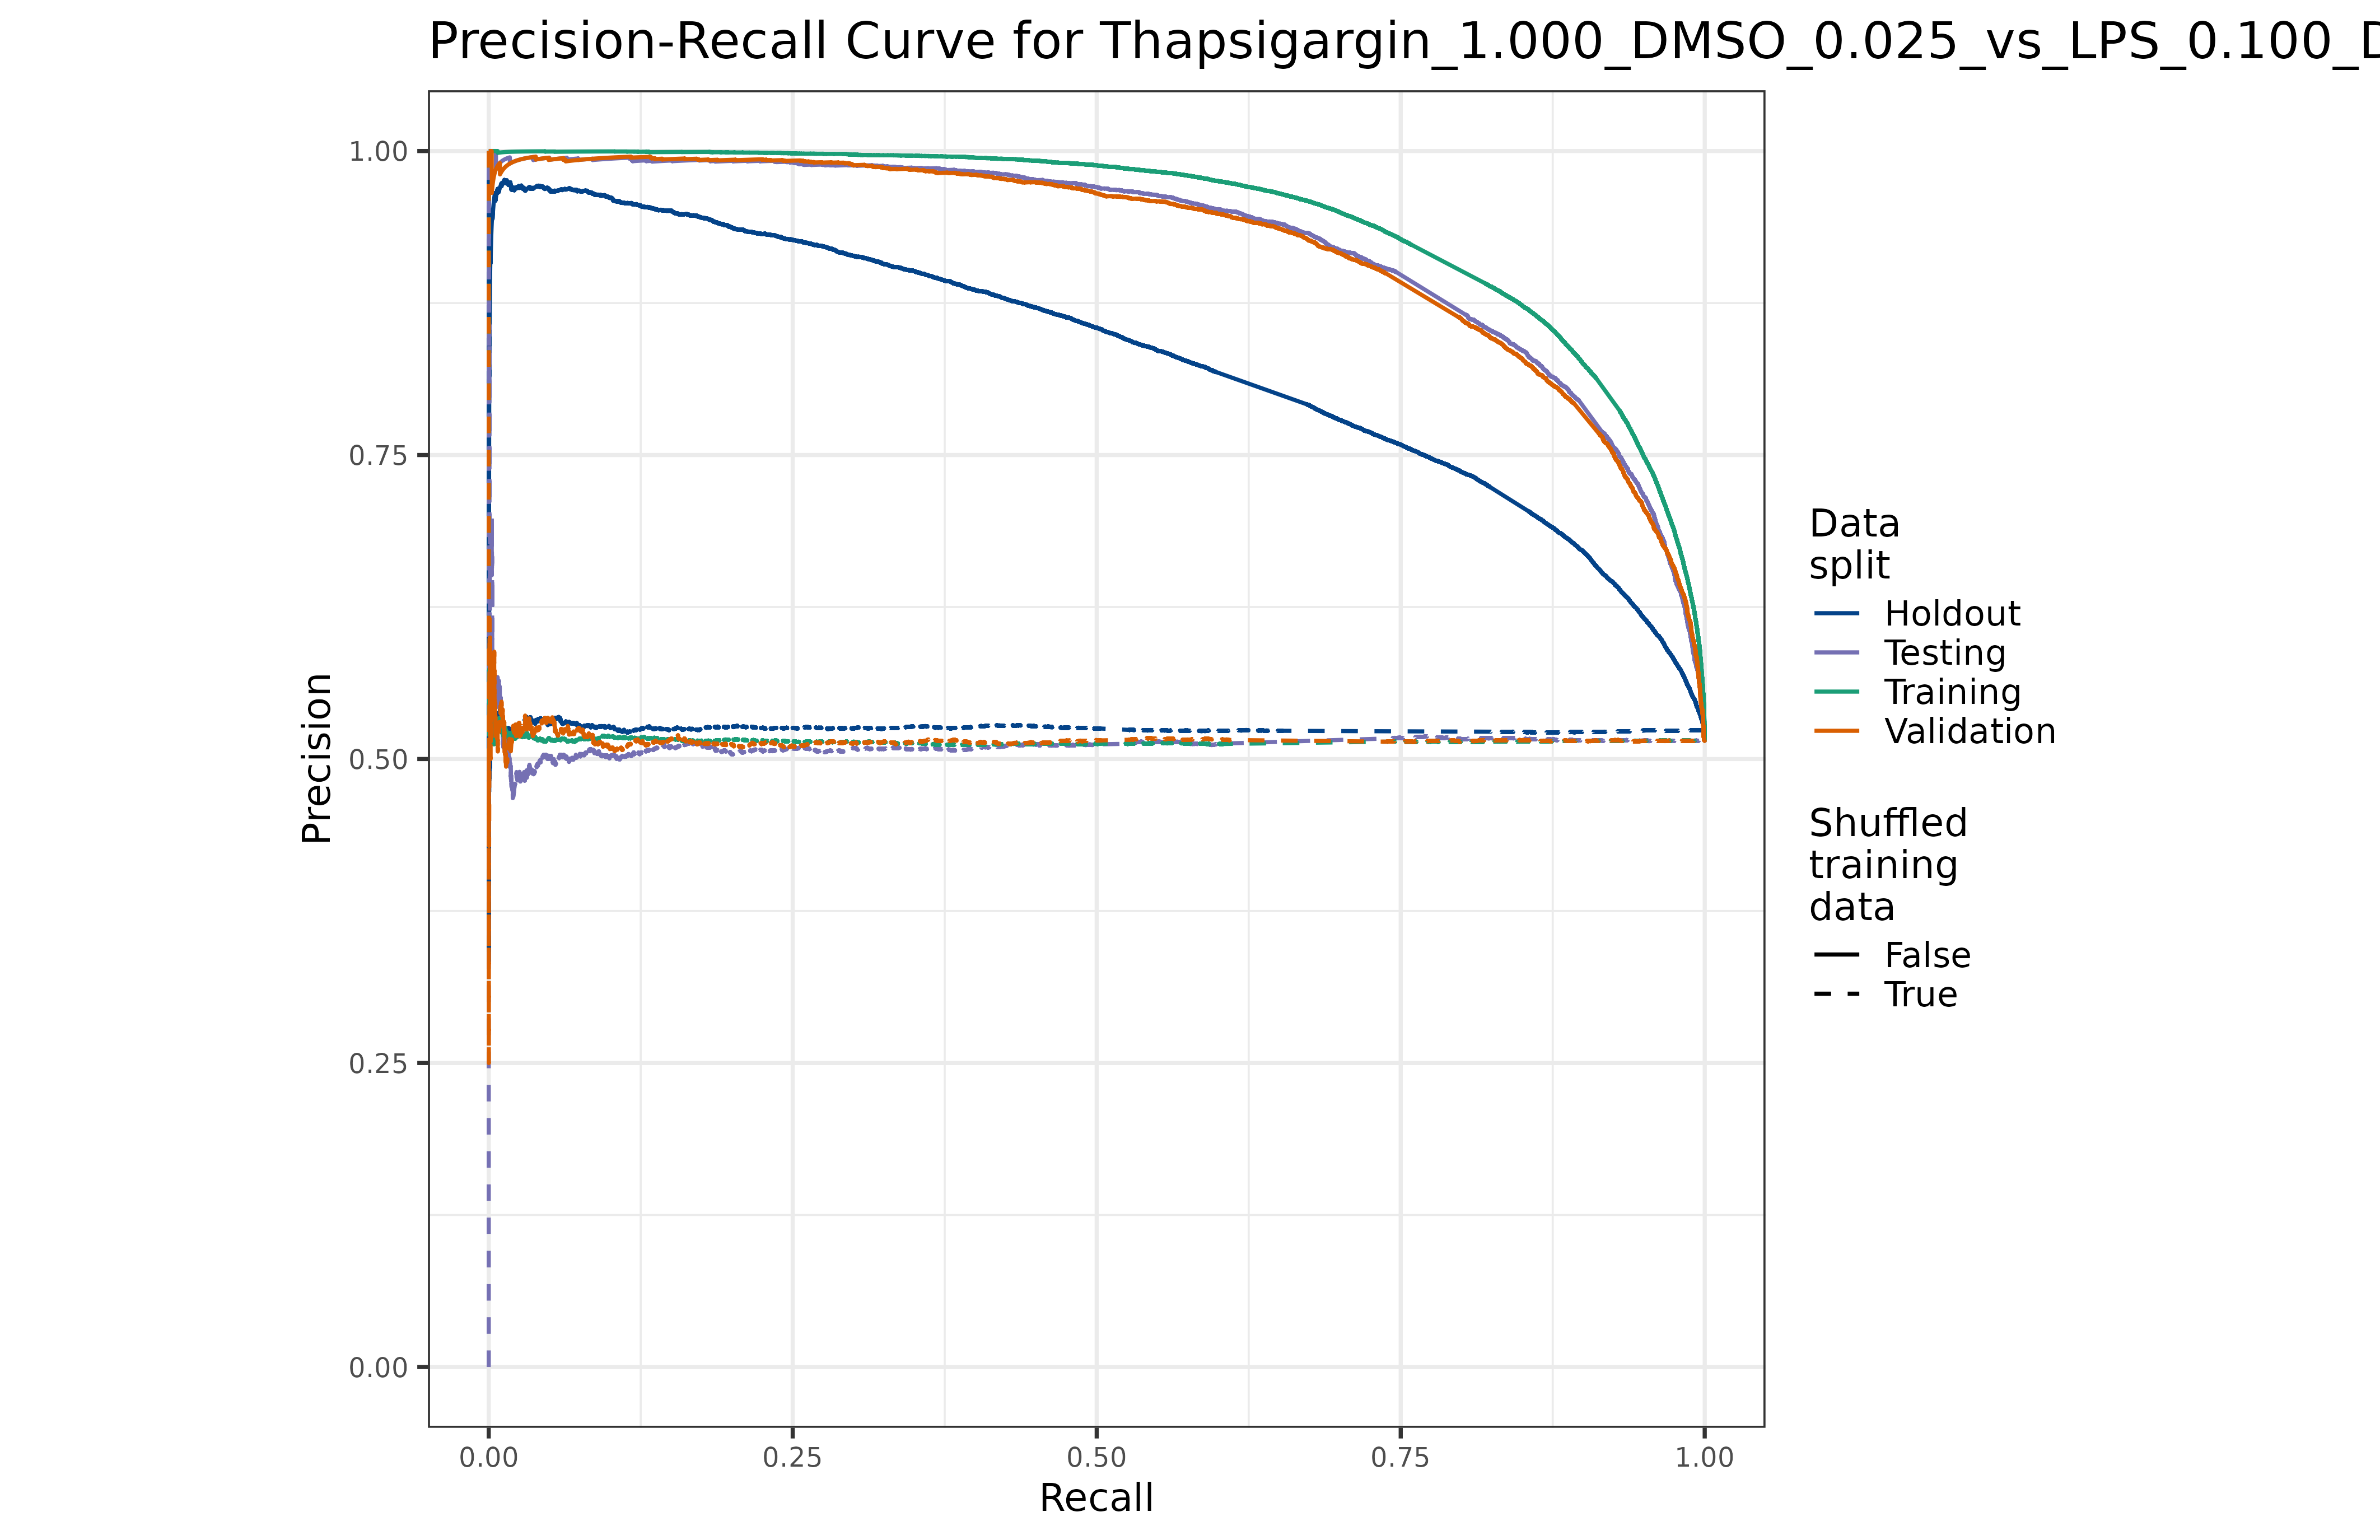 Precision-Recall Curve for Thapsigargin_1.000_DMSO_0.025_vs_LPS_0.100_D
1.00
0.75
0.50
0.25
0.00
Precision
0.00 0.25 0.50 0.75 1.00
Recall
Data
split
Holdout
Testing
Training
Validation
Shuffled
training
data
False
True